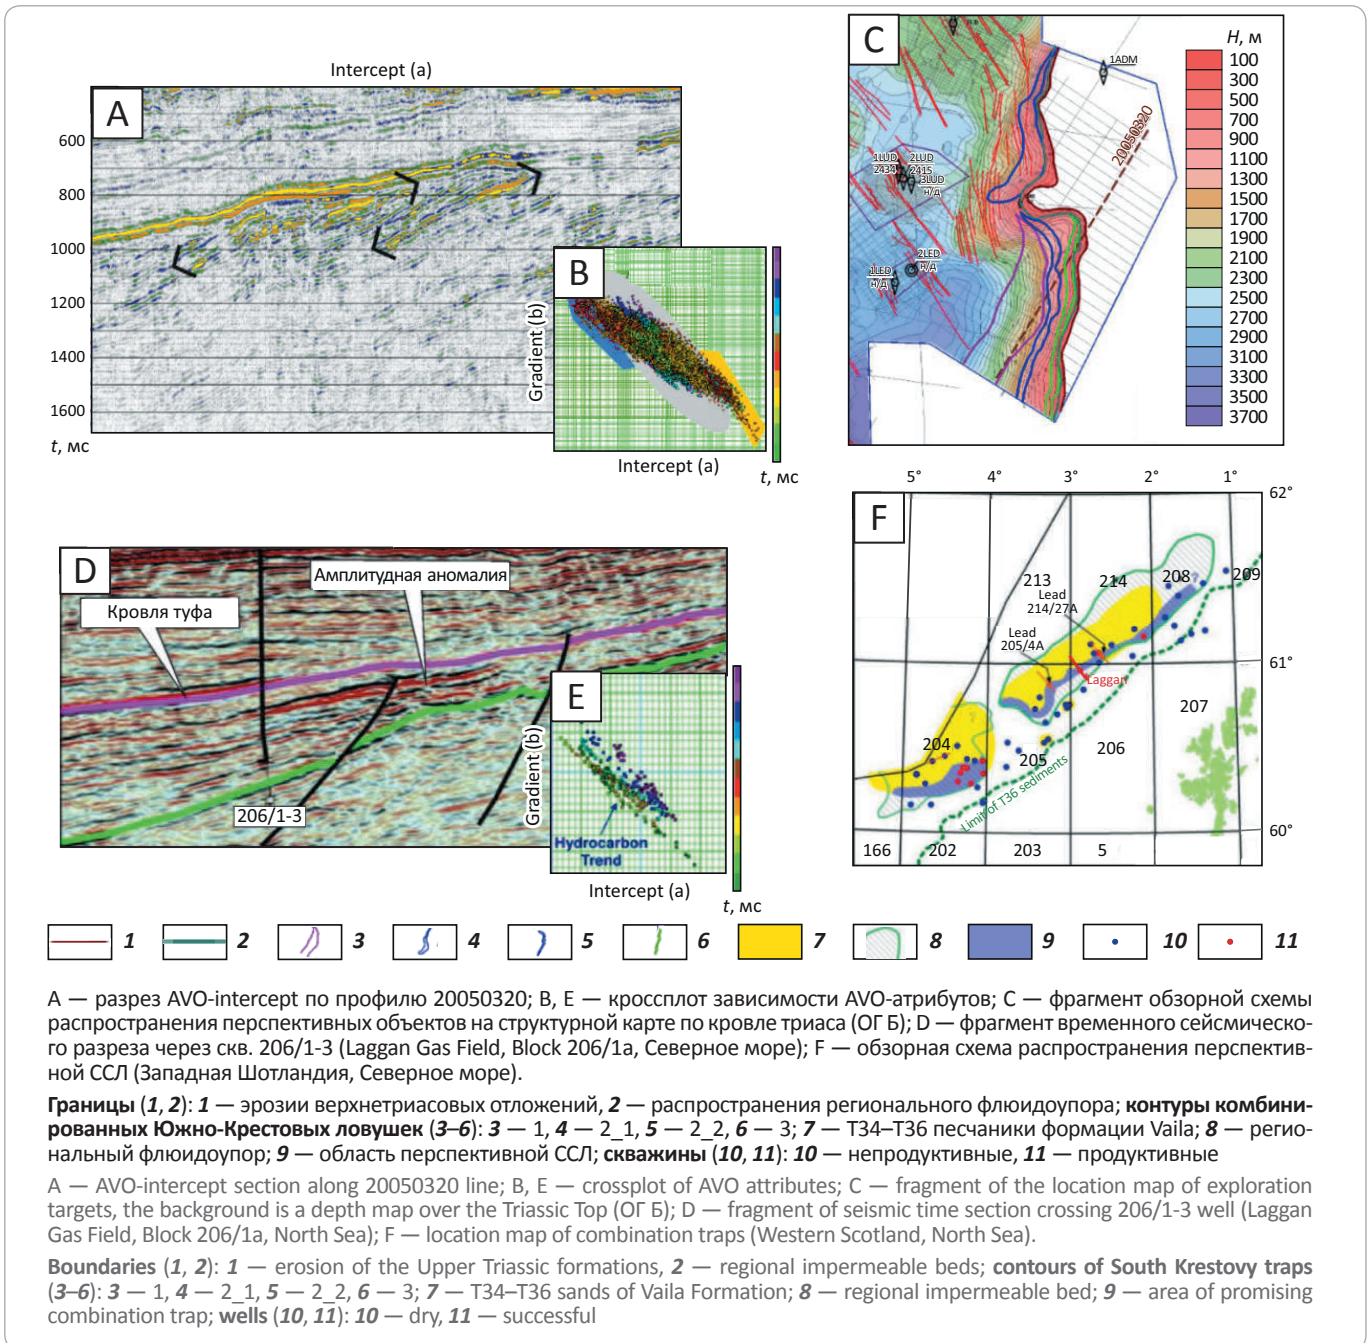 Intercept (a)
A
600
800
1000
1200
1400
1600
t, мс
B
Gradient (b)
Intercept (a)
t, мс
C
1ADM
20050320
1LUD
2434
2LUD
2415
3LUD
н/д
2LED
н/д
1LED
н/д
H, м
100
300
500
700
900
1100
1300
1500
1700
1900
2100
2300
2500
2700
2900
3100
3300
3500
3700
D
Кровля туфа
Амплитудная аномалия
206/1-3
E
Gradient (b)
Hydrocarbon
Trend
Intercept (a)
t, мс
5° 4° 3° 2° 1°
F
62°
61°
60°
213
214
208
209
Lead
214/27A
Lead
205/4A
Laggan
207
204
205
206
Limit of T36 sediments
166 202 203 5
1 2 3 4 5 6 7 8 9 10 11
A — разрез AVO-intercept по профилю 20050320; B, E — кроссплот зависимости AVO-атрибутов; C — фрагмент обзорной схемы
распространения перспективных объектов на структурной карте по кровле триаса (ОГ Б); D — фрагмент временного сейсмическо-
го разреза через скв. 206/1-3 (Laggan Gas Field, Block 206/1a, Северное море); F — обзорная схема распространения перспектив-
ной ССЛ (Западная Шотландия, Северное море).
Границы (1, 2): 1 — эрозии верхнетриасовых отложений, 2 — распространения регионального флюидоупора; контуры комбини-
рованных Южно-Крестовых ловушек (3–6): 3 — 1, 4 — 2_1, 5 — 2_2, 6 — 3; 7 — T34–T36 песчаники формации Vaila; 8 — регио-
нальный флюидоупор; 9 — область перспективной ССЛ; скважины (10, 11): 10 — непродуктивные, 11 — продуктивные
A — AVO-intercept section along 20050320 line; B, E — crossplot of AVO attributes; C — fragment of the location map of exploration
targets, the background is a depth map over the Triassic Top (ОГ Б); D — fragment of seismic time section crossing 206/1-3 well (Laggan
Gas Field, Block 206/1a, North Sea); F — location map of combination traps (Western Scotland, North Sea).
Boundaries (1, 2): 1 — erosion of the Upper Triassic formations, 2 — regional impermeable beds; contours of South Krestovy traps
(3–6): 3 — 1, 4 — 2_1, 5 — 2_2, 6 — 3; 7 — T34–T36 sands of Vaila Formation; 8 — regional impermeable bed; 9 — area of promising
combination trap; wells (10, 11): 10 — dry, 11 — successful